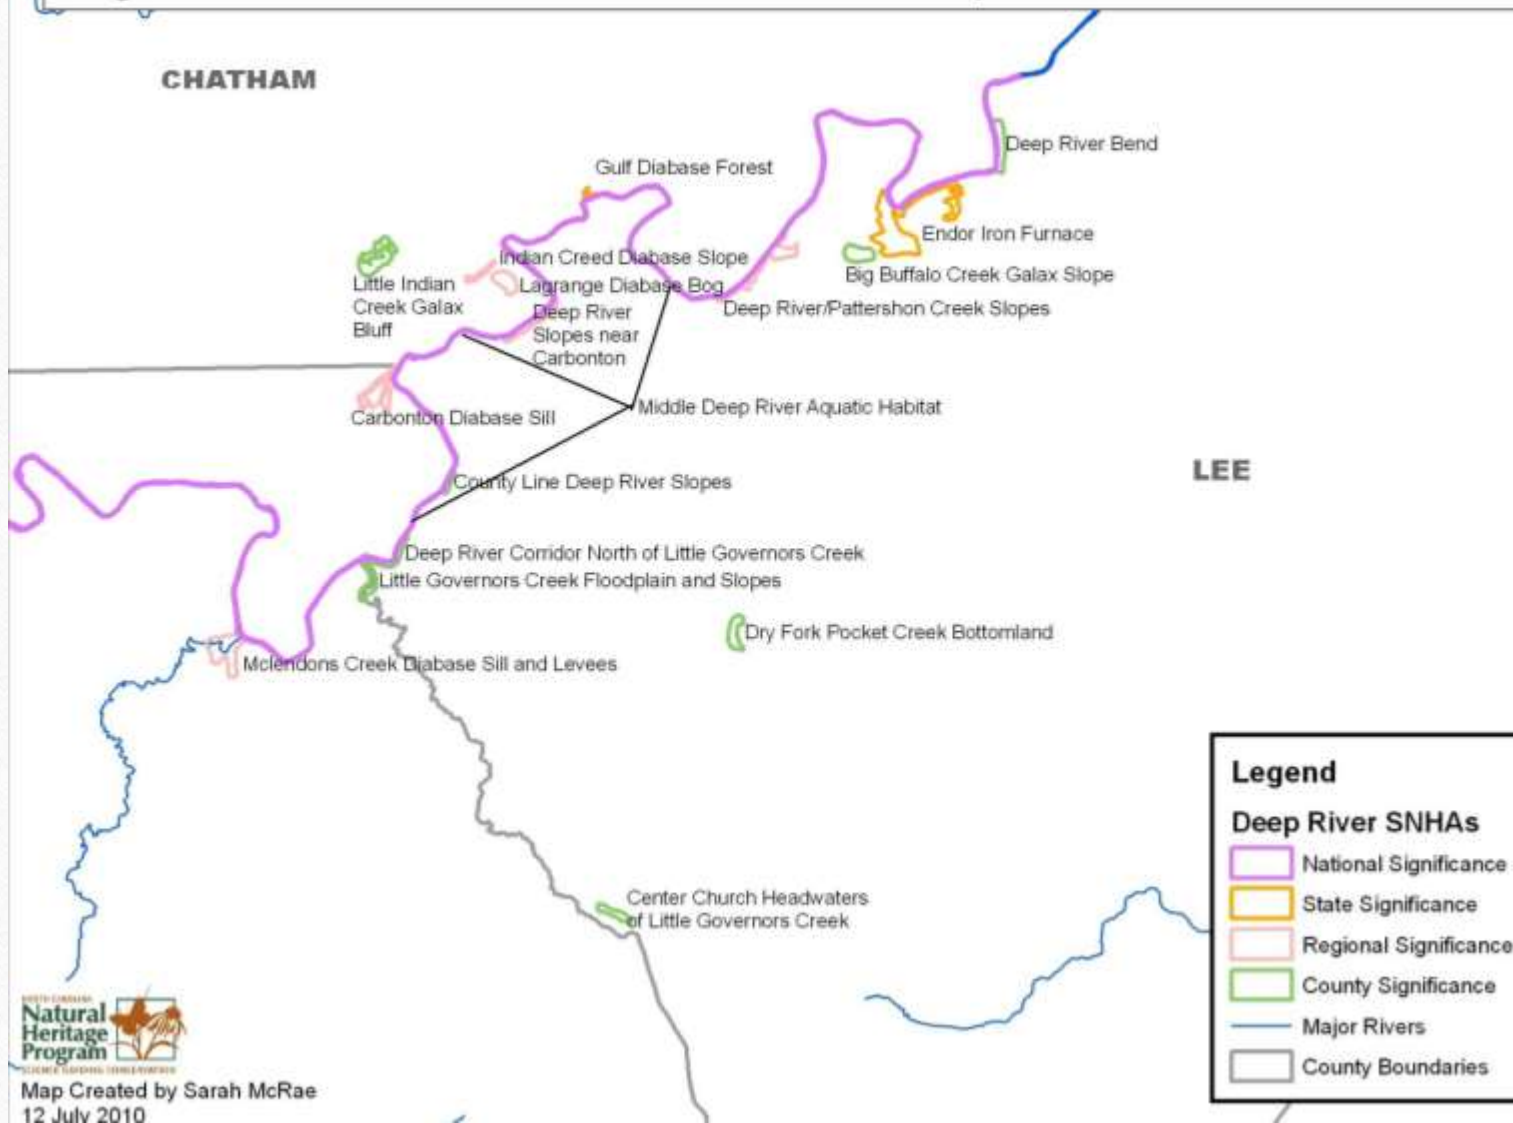 CHATHAM
Deep River Bend
Gulf Diabase Forest
Endor Iron Furnace
Indian Creed Diabase Slope
Big Buffalo Creek Galax Slope
Little Indian
Creek Galax
Bluff
Lagrange Diabase Bog
Deep River/Pattershon Creek Slopes
Deep River
Slopes near
Carbonton
Middle Deep River Aquatic Habitat
Carbonton Diabase Sill
LEE
County Line Deep River Slopes
Deep River Corridor North of Little Governors Creek
Little Governors Creek Floodplain and Slopes
Dry Fork Pocket Creek Bottomland
Mclendons Creek Diabase Sill and Levees
Center Church Headwaters
of Little Governors Creek
Legend
Deep River SNHAs
National Significance
State Significance
Regional Significance
County Significance
Major Rivers
County Boundaries
NORTH CAROLINA
Natural
Heritage
Program
Map Created by Sarah McRae
12 July 2010